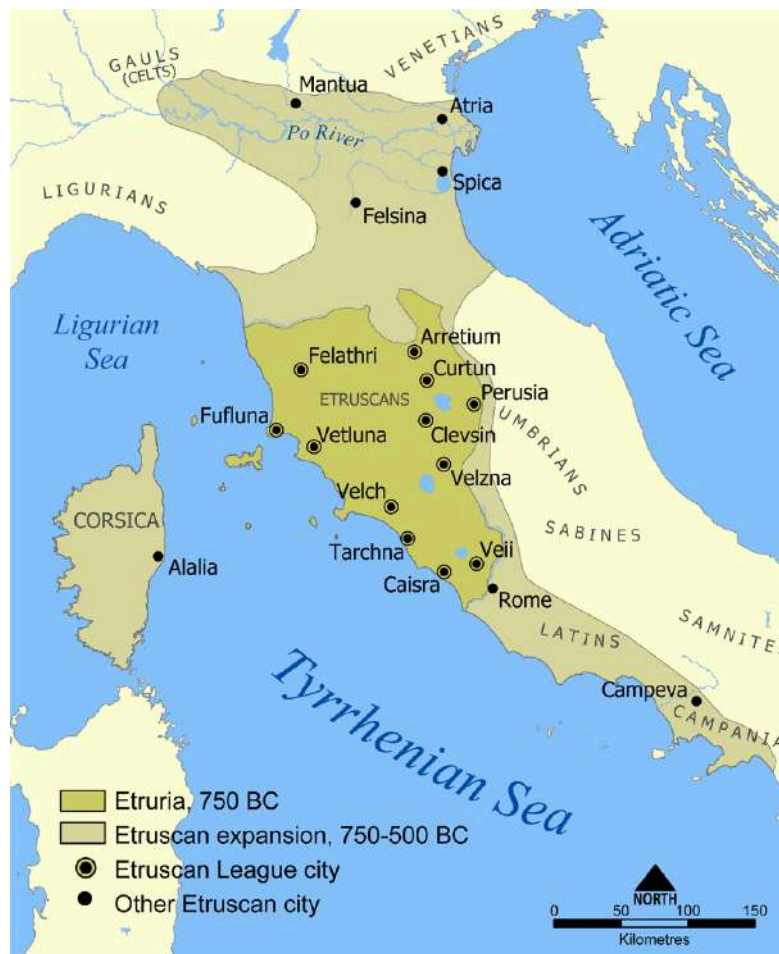 GAULS
(CELTS)
VENETIANS
Mantua
Atria
Po River
Spica
LIGURIANS
Felsina
Adriatic Sea
Ligurian
Sea
Arretium
Felathri
Curtun
ETRUSCANS
Perusia
Fufluna
Clevsin
UMBRIANS
Vetluna
Velzna
Velch
CORSICA
SABINES
Tarchna
Veii
Alalia
Caisra
Rome
LATINS
SAMNITES
Campeva
CAMPANIA
Tyrrhenian Sea
Etruria, 750 BC
Etruscan expansion, 750-500 BC
Etruscan League city
Other Etruscan city
NORTH
0 50 100 150
Kilometres